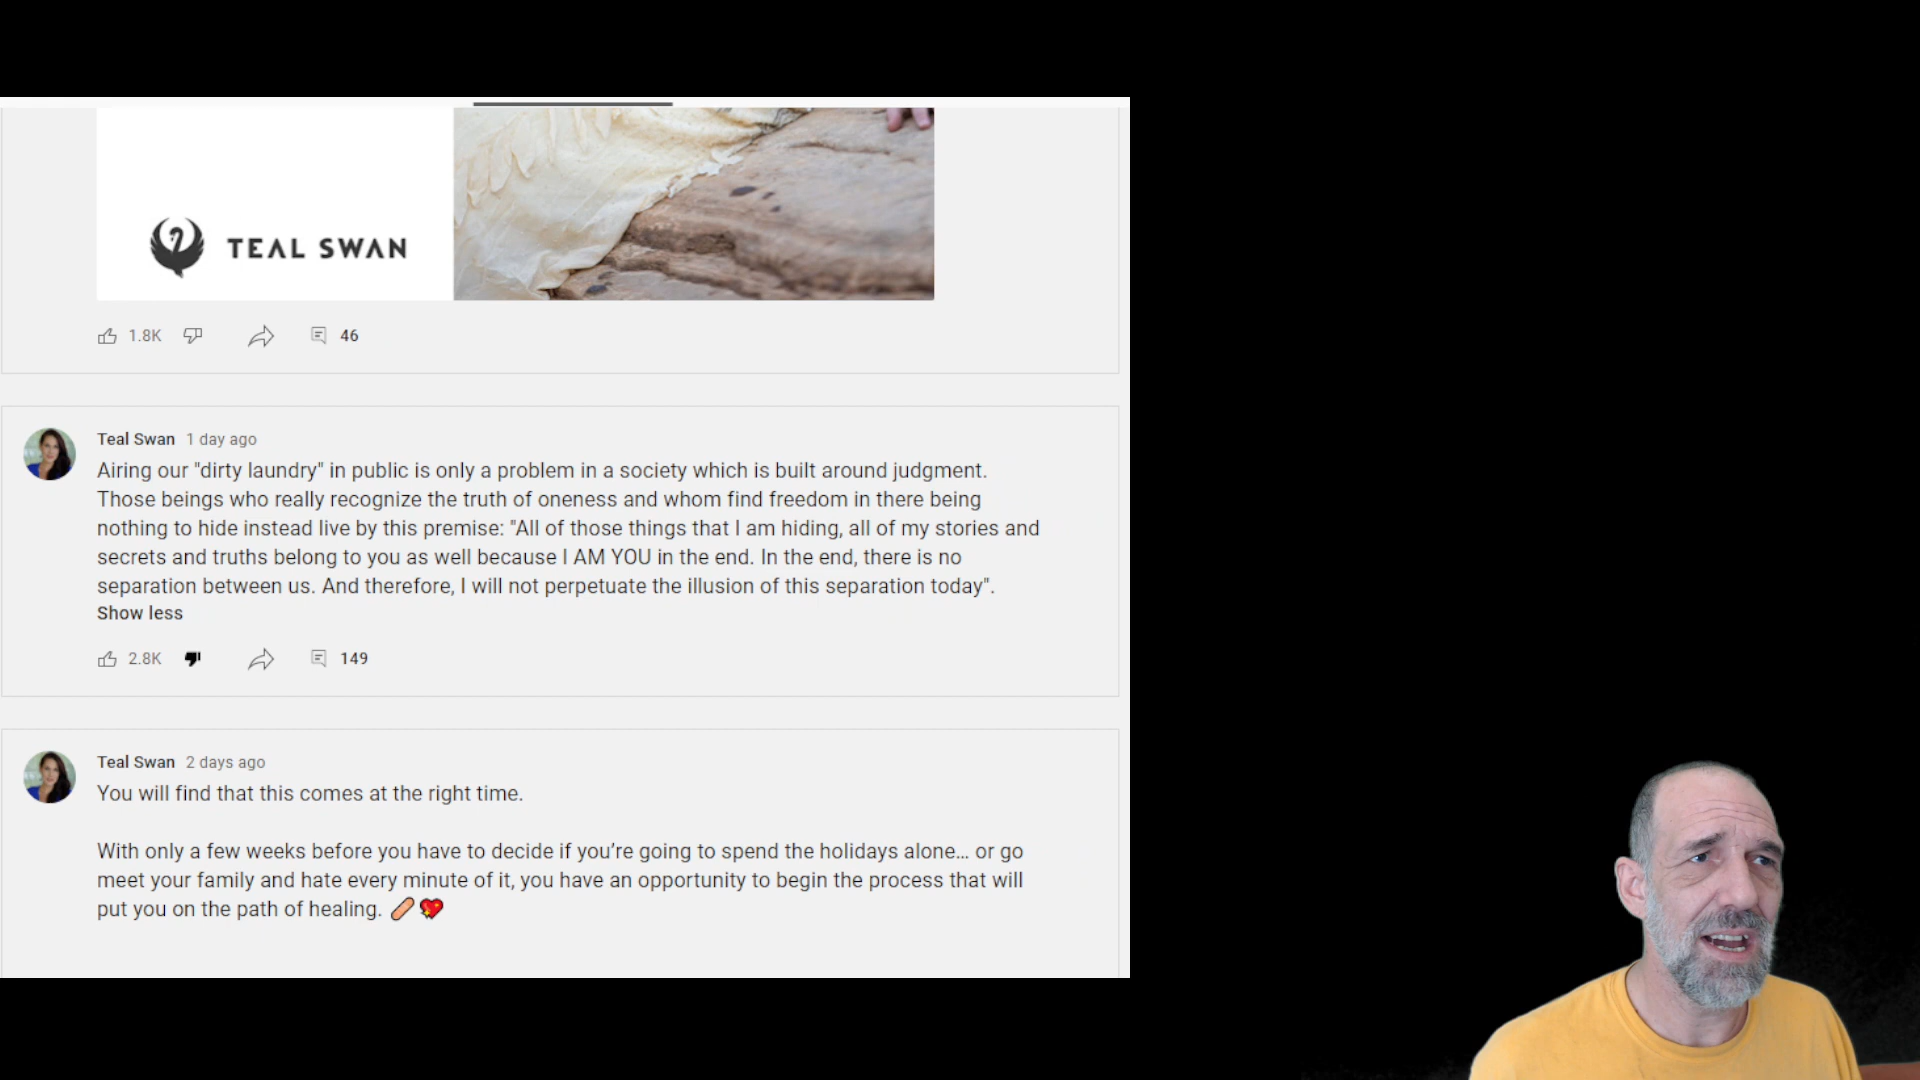 TEAL SWAN
1.8K 46
Teal Swan 1 day ago
Airing our "dirty laundry" in public is only a problem in a society which is built around judgment.
Those beings who really recognize the truth of oneness and whom find freedom in there being
nothing to hide instead live by this premise: "All of those things that I am hiding, all of my stories and
secrets and truths belong to you as well because I AM YOU in the end. In the end, there is no
separation between us. And therefore, I will not perpetuate the illusion of this separation today".
Show less
2.8K 149
Teal Swan 2 days ago
You will find that this comes at the right time.
With only a few weeks before you have to decide if you’re going to spend the holidays alone… or go
meet your family and hate every minute of it, you have an opportunity to begin the process that will
put you on the path of healing. 🩹💖